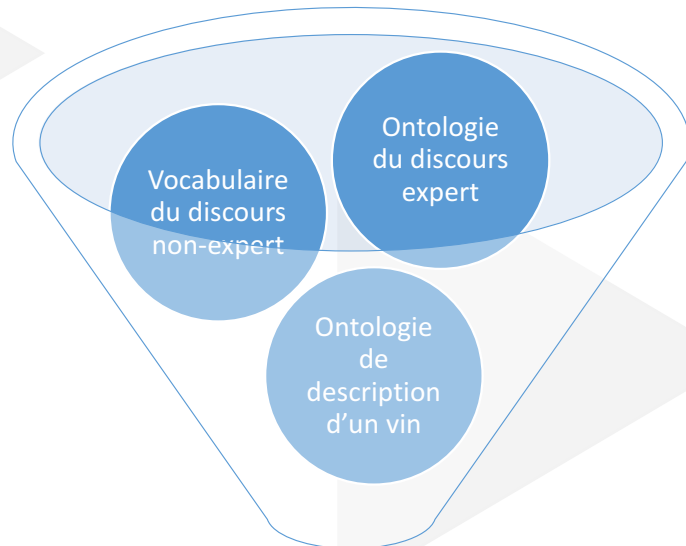 Ontologie
du discours
expert
Vocabulaire
du discours
non-expert
Ontologie
de
description
d’un vin